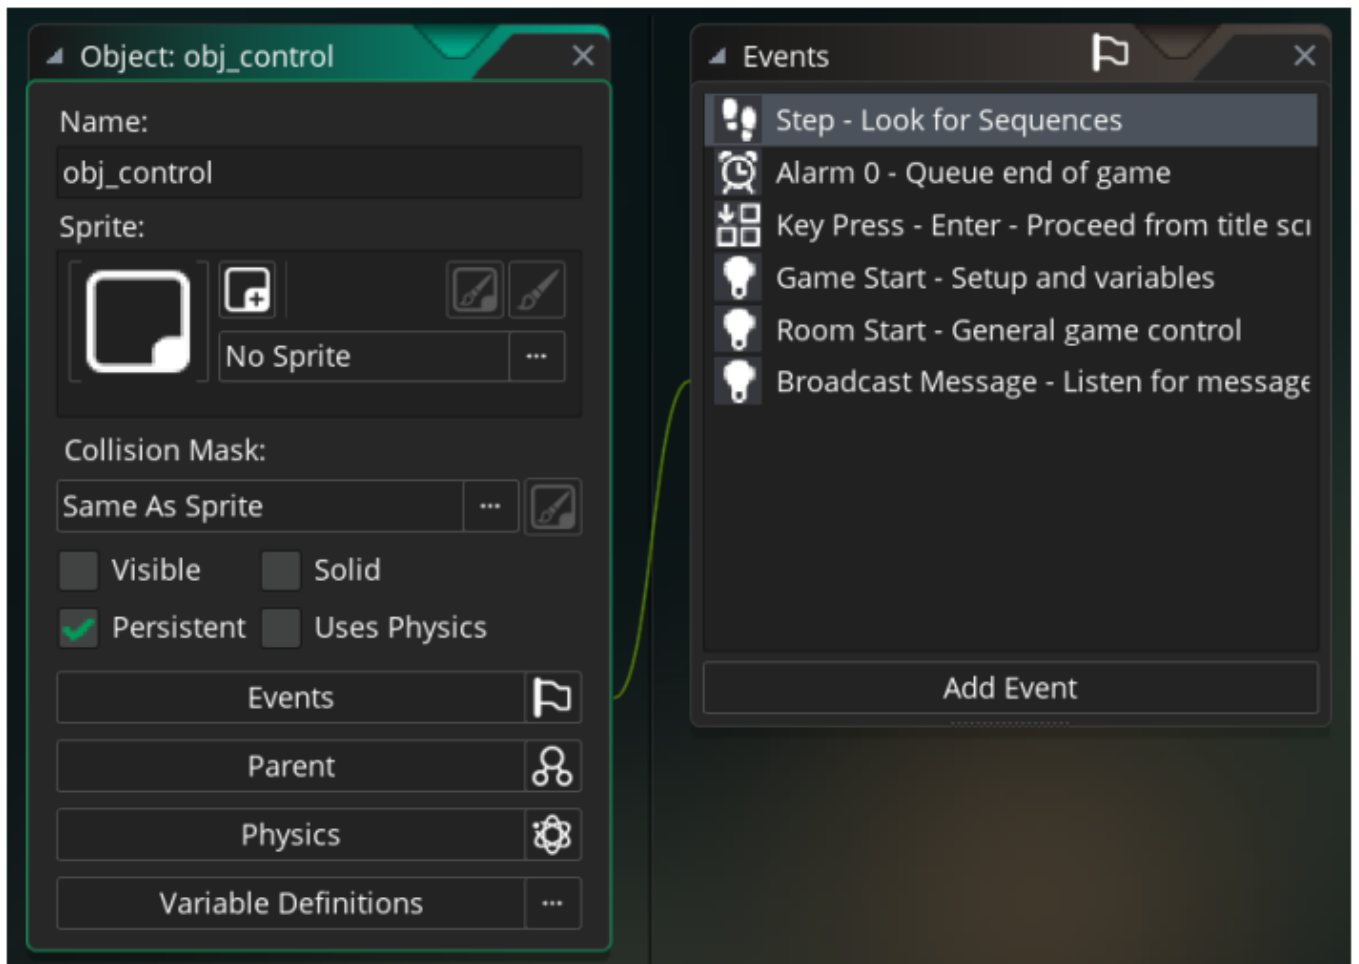 Object: obj_control
Name:
obj_control
Sprite:
No Sprite
...
Collision Mask:
Same As Sprite
...
Visible
Solid
Persistent
Uses Physics
Events
Parent
Physics
Variable Definitions
...
Events
Step - Look for Sequences
Alarm 0 - Queue end of game
Key Press - Enter - Proceed from title
Game Start - Setup and variables
Room Start - General game control
Broadcast Message - Listen for message
Add Event